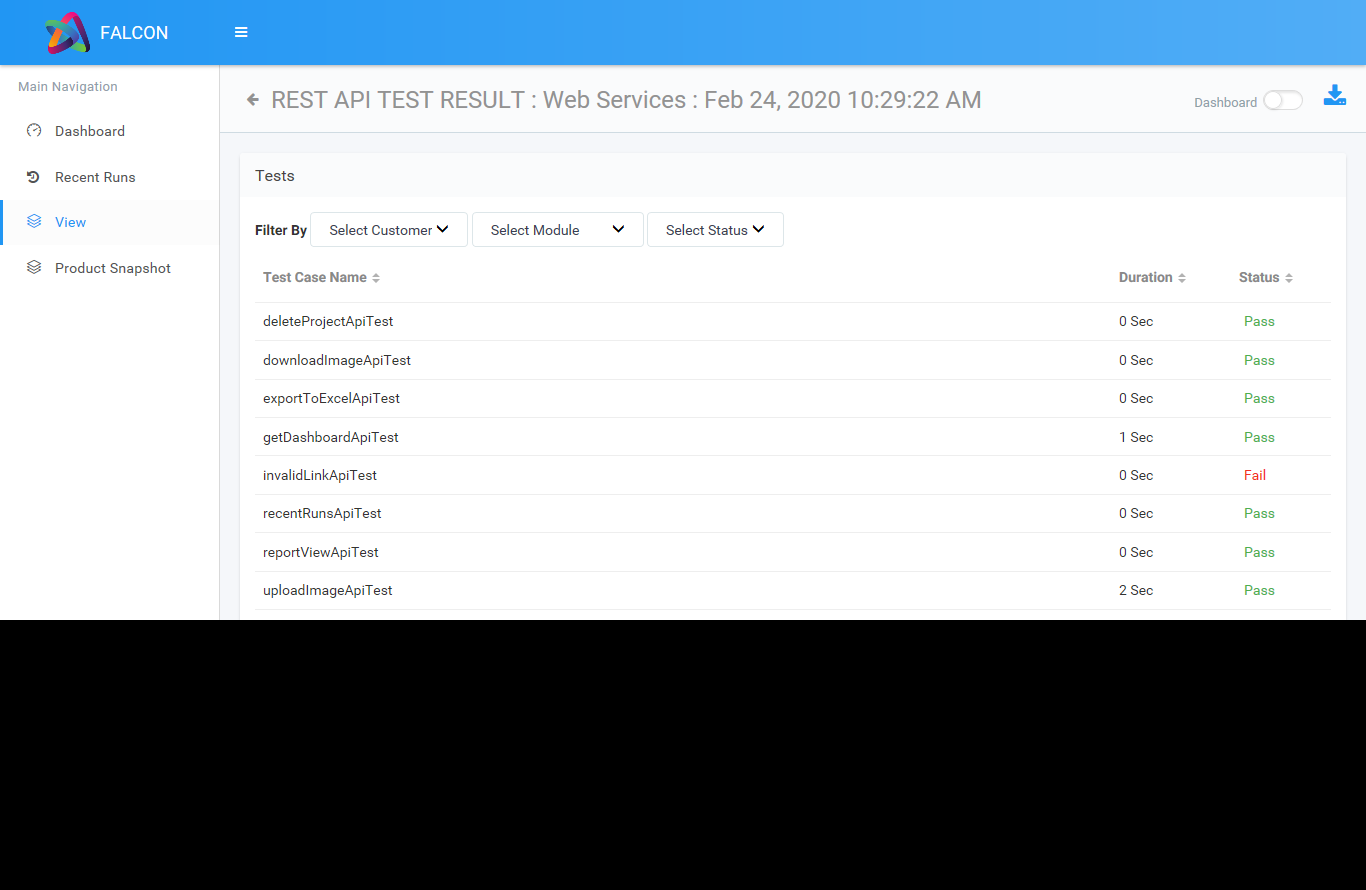 FALCON
Main Navigation
Dashboard
Recent Runs
View
Product Snapshot
REST API TEST RESULT : Web Services : Feb 24, 2020 10:29:22 AM
Dashboard
Tests
Filter By Select Customer Select Module Select Status
Test Case Name Duration Status
deleteProjectApiTest 0 Sec Pass
downloadImageApiTest 0 Sec Pass
exportToExcelApiTest 0 Sec Pass
getDashboardApiTest 1 Sec Pass
invalidLinkApiTest 0 Sec Fail
recentRunsApiTest 0 Sec Pass
reportViewApiTest 0 Sec Pass
uploadImageApiTest 2 Sec Pass